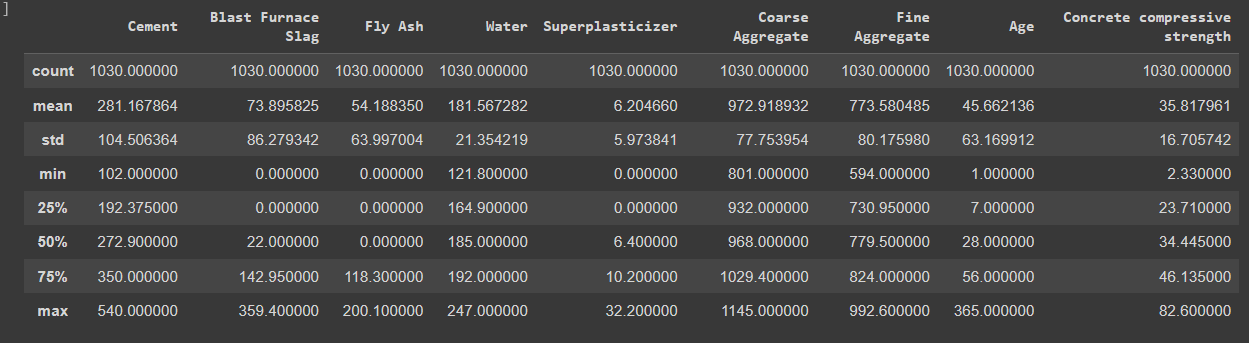 ]
Cement Blast Furnace Slag Fly Ash Water Superplasticizer Coarse Aggregate Fine Aggregate Age Concrete compressive strength
count 1030.000000 1030.000000 1030.000000 1030.000000 1030.000000 1030.000000 1030.000000 1030.000000 1030.000000
mean 281.167864 73.895825 54.188350 181.567282 6.204660 972.918932 773.580485 45.662136 35.817961
std 104.506364 86.279342 63.997004 21.354219 5.973841 77.753954 80.175980 63.169912 16.705742
min 102.000000 0.000000 0.000000 121.800000 0.000000 801.000000 594.000000 1.000000 2.330000
25% 192.375000 0.000000 0.000000 164.900000 0.000000 932.000000 730.950000 7.000000 23.710000
50% 272.900000 22.000000 0.000000 185.000000 6.400000 968.000000 779.500000 28.000000 34.445000
75% 350.000000 142.950000 118.300000 192.000000 10.200000 1029.400000 824.000000 56.000000 46.135000
max 540.000000 359.400000 200.100000 247.000000 32.200000 1145.000000 992.600000 365.000000 82.600000